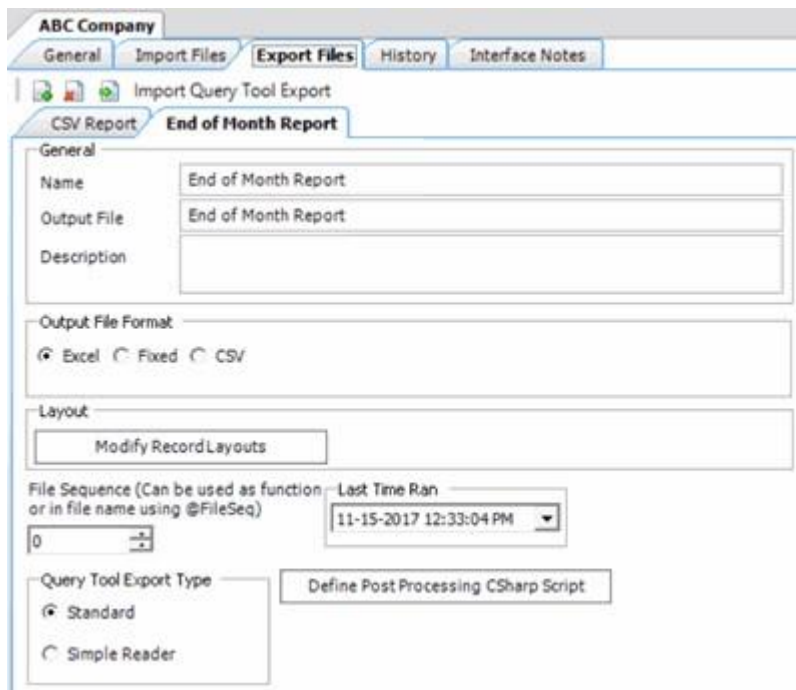 ABC Company
General Import Files Export Files History Interface Notes
Import Query Tool Export
CSV Report End of Month Report
General
Name End of Month Report
Output File End of Month Report
Description
Output File Format
Excel Fixed CSV
Layout
Modify Record Layouts
File Sequence (Can be used as function
or in file name using @FileSeq)
0
Last Time Ran
11-15-2017 12:33:04 PM
Query Tool Export Type
Standard
Simple Reader
Define Post Processing CSharp Script